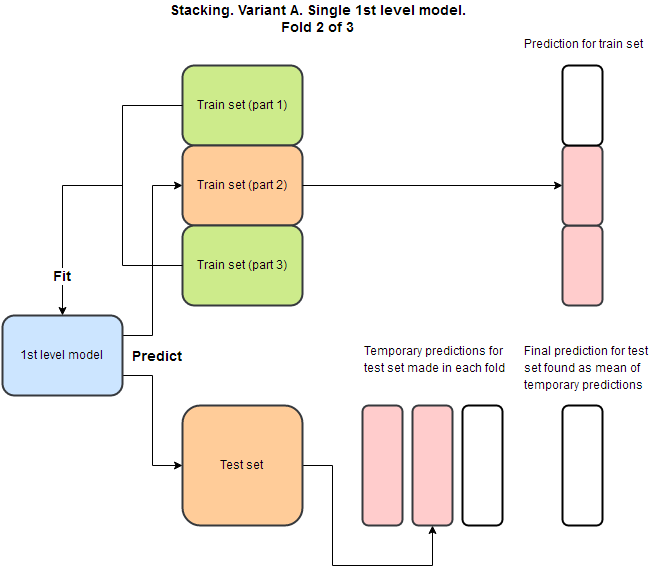 Stacking. Variant A. Single 1st level model.
Fold 2 of 3
Prediction for train set
Train set (part 1)
Train set (part 2)
Train set (part 3)
Fit
1st level model
Predict
Temporary predictions for
test set made in each fold
Final prediction for test
set found as mean of
temporary predictions
Test set